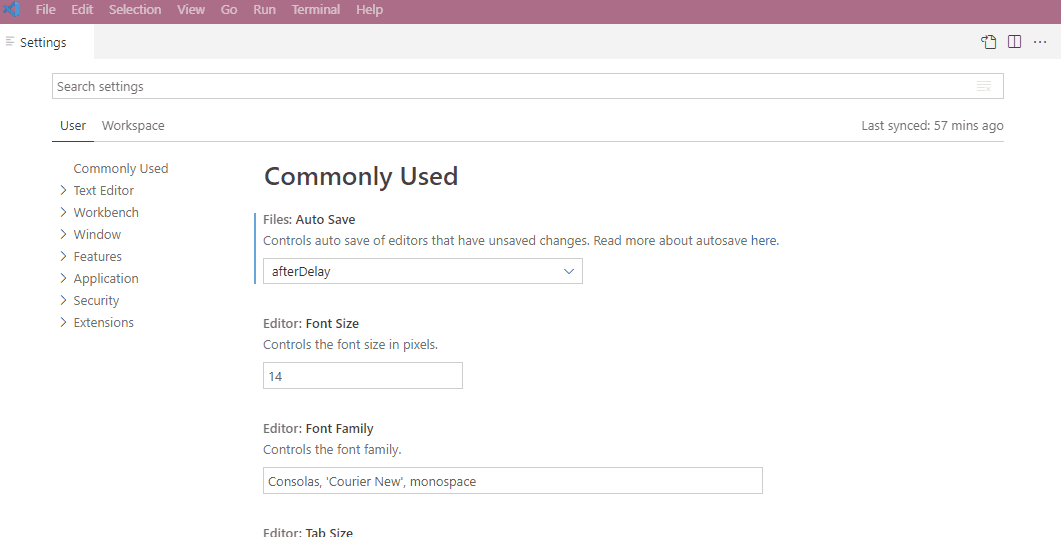 File Edit Selection View Go Run Terminal Help
Settings
Search settings
User Workspace Last synced: 57 mins ago
Commonly Used
Text Editor
Workbench
Window
Features
Application
Security
Extensions
Commonly Used
Files: Auto Save
Controls auto save of editors that have unsaved changes. Read more about autosave here.
afterDelay
Editor: Font Size
Controls the font size in pixels.
14
Editor: Font Family
Controls the font family.
Consolas, 'Courier New', monospace
Editor: Tab Size